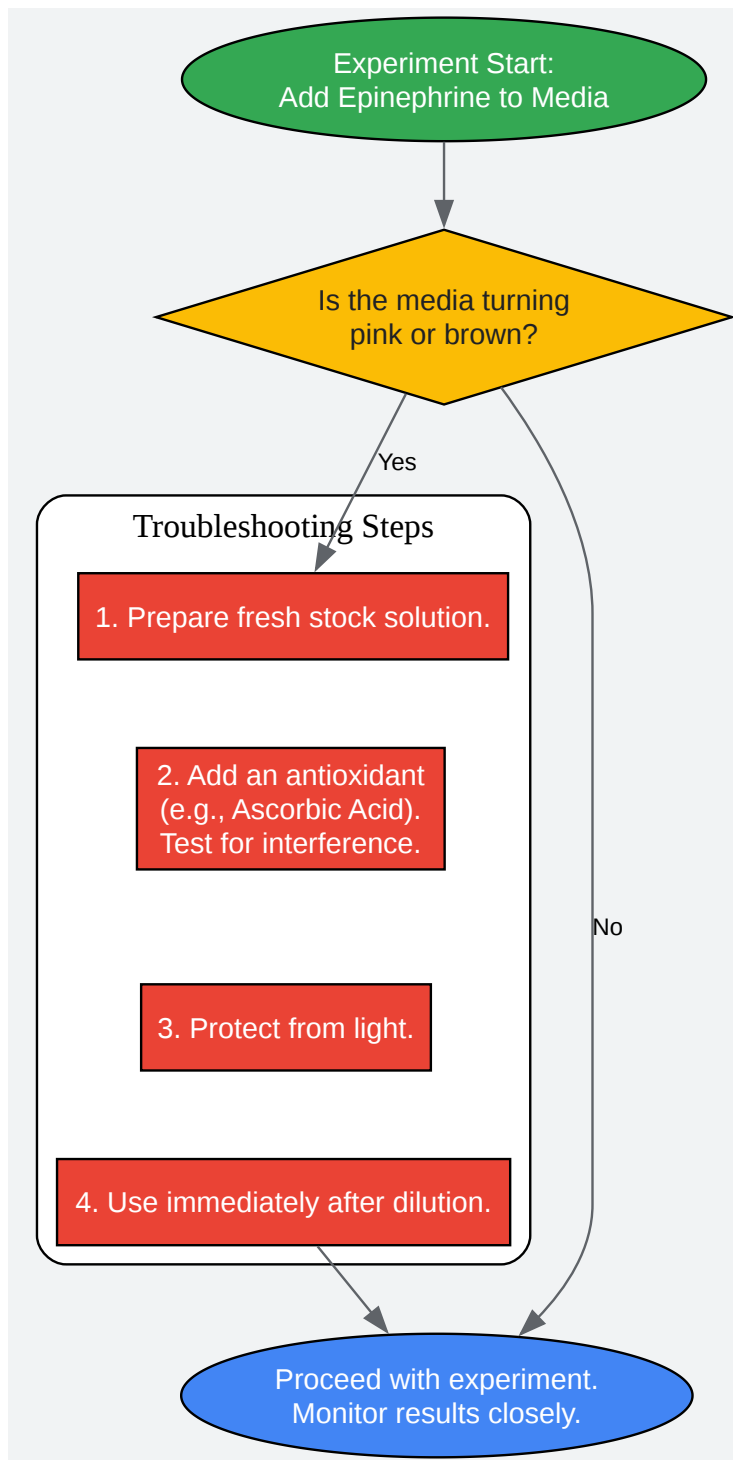 Experiment Start:
Add Epinephrine to Media
Is the media turning
pink or brown?
Yes
Troubleshooting Steps
1. Prepare fresh stock solution.
2. Add an antioxidant
(e.g., Ascorbic Acid).
Test for interference.
No
3. Protect from light.
4. Use immediately after dilution.
Proceed with experiment.
Monitor results closely.